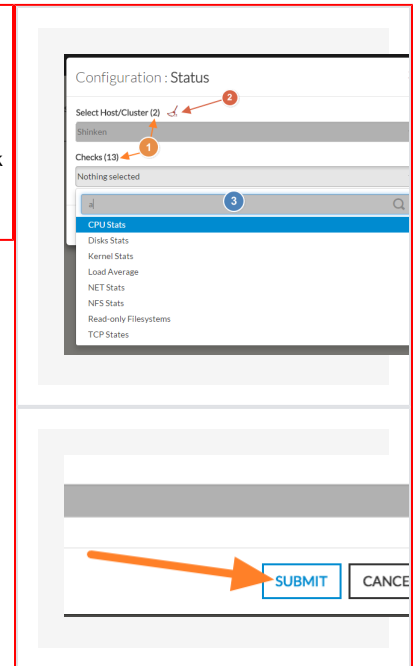 Configuration : Status
Select Host/Cluster (2)
2
Shinken
1
Checks (13)
Nothing selected
a
3
CPU Stats
Disks Stats
Kernel Stats
Load Average
NET Stats
NFS Stats
Read-only Filesystems
TCP States
SUBMIT
CANCE